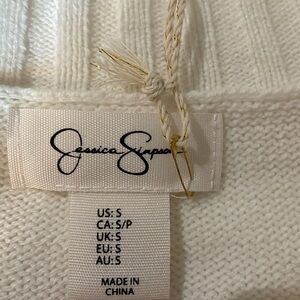 Jessica Simpson
US: S
CA: S/P
UK: S
EU: S
AU: S
MADE IN
CHINA